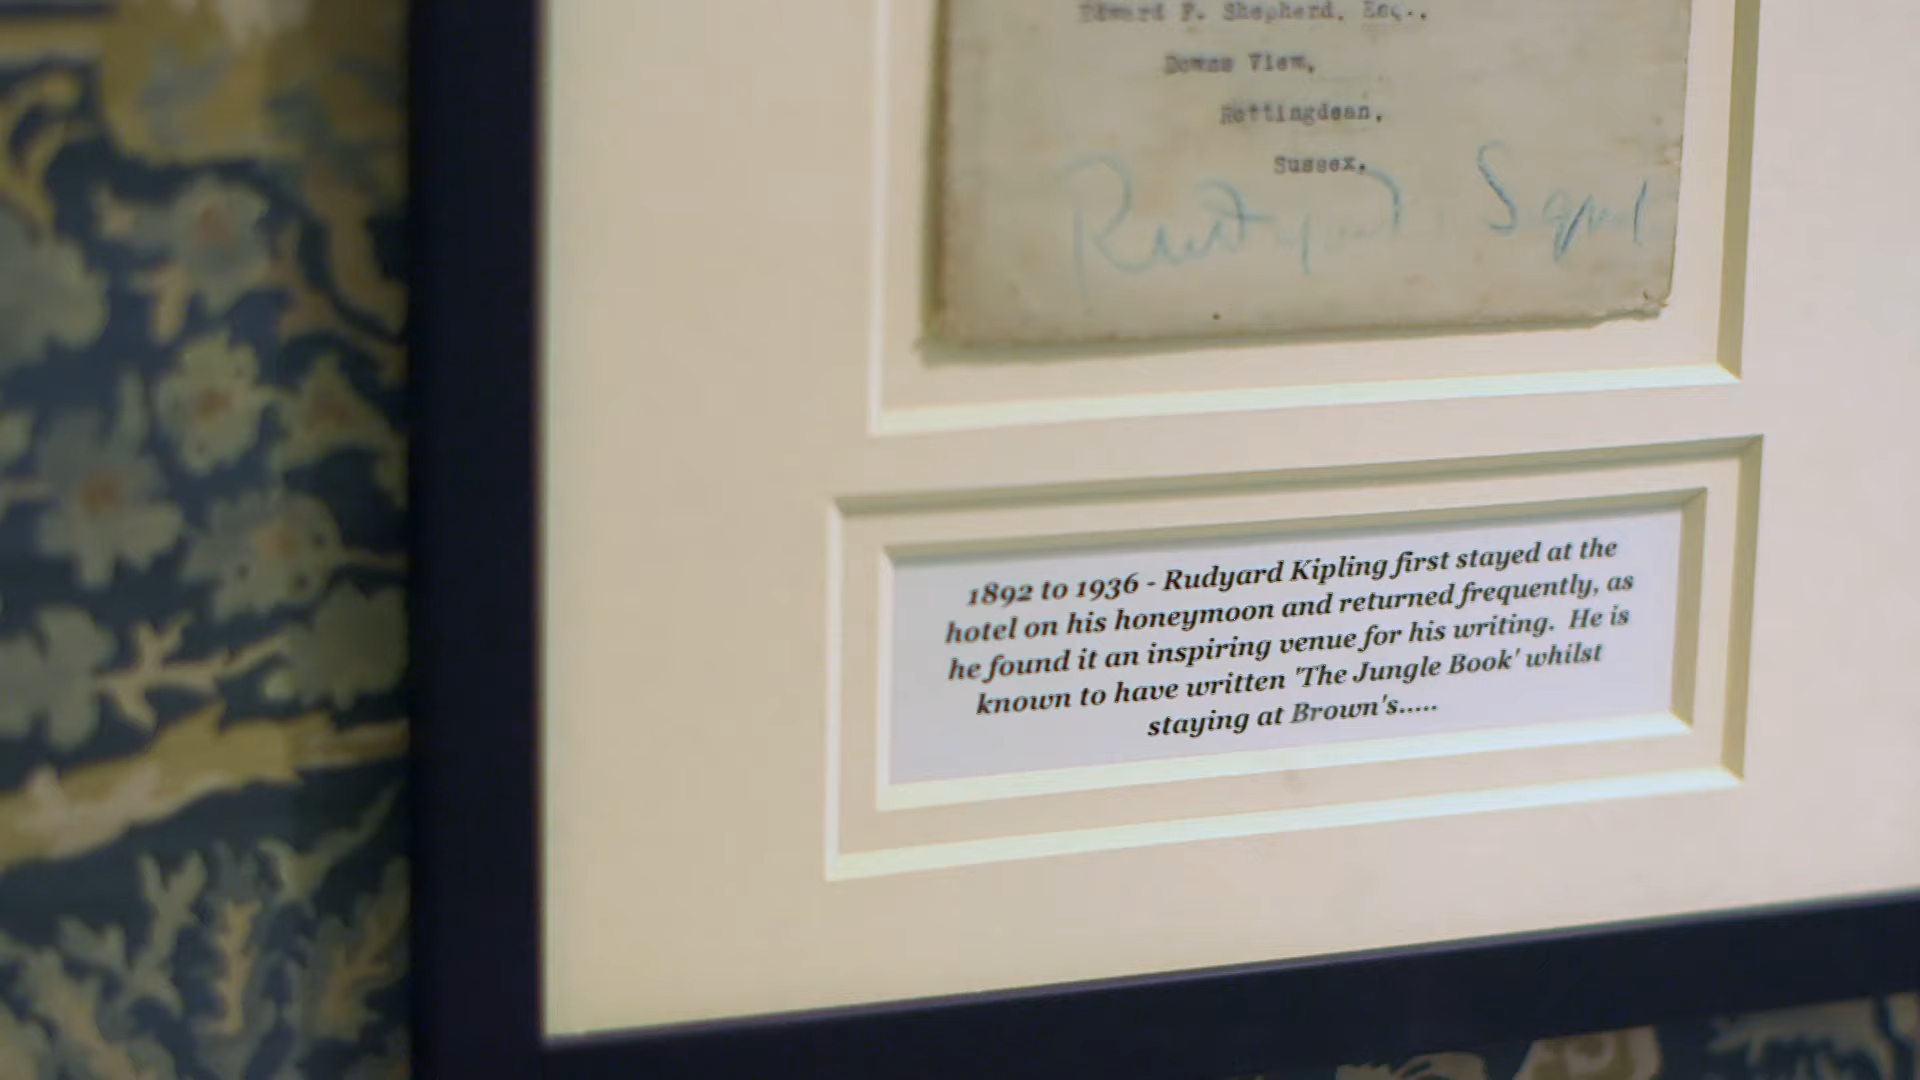 Edward F. Shepherd, Esq.,
Downs View,
Rottingdean,
Sussex,
Rudyard
1892 to 1936 - Rudyard Kipling first stayed at the
hotel on his honeymoon and returned frequently, as
he found it an inspiring venue for his writing.  He is
known to have written 'The Jungle Book' whilst
staying at Brown's.....